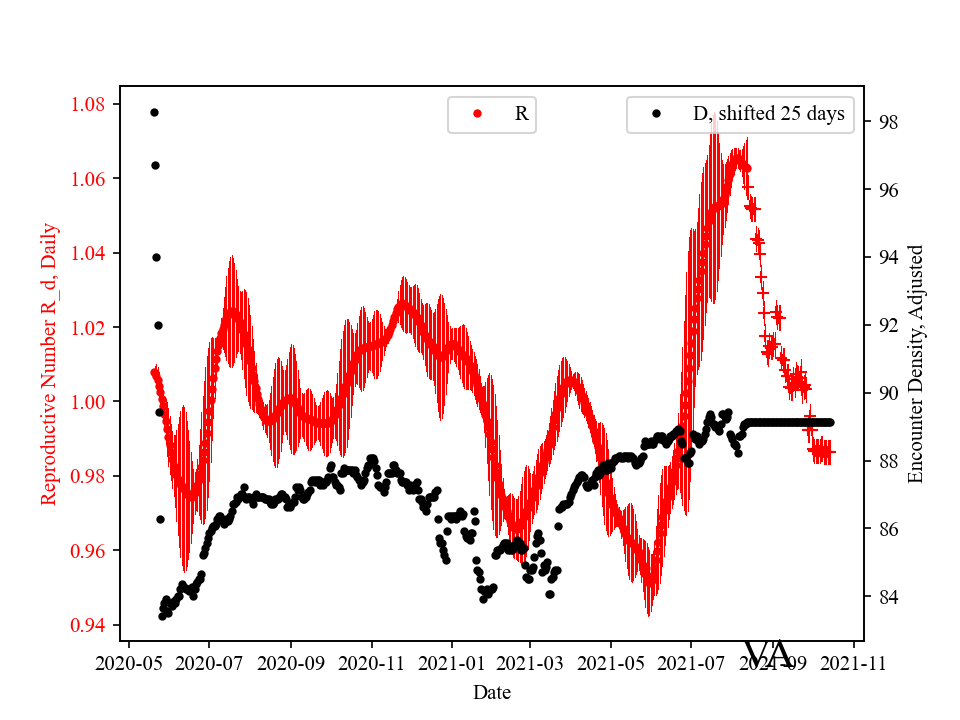 R
D, shifted 25 days
Reproductive Number R_d, Daily
1.08
1.06
1.04
1.02
1.00
0.98
0.96
0.94
Encounter Density, Adjusted
98
96
94
92
90
88
86
84
2020-05 2020-07 2020-09 2020-11 2021-01 2021-03 2021-05 2021-07 2021-09 2021-11
VA
Date